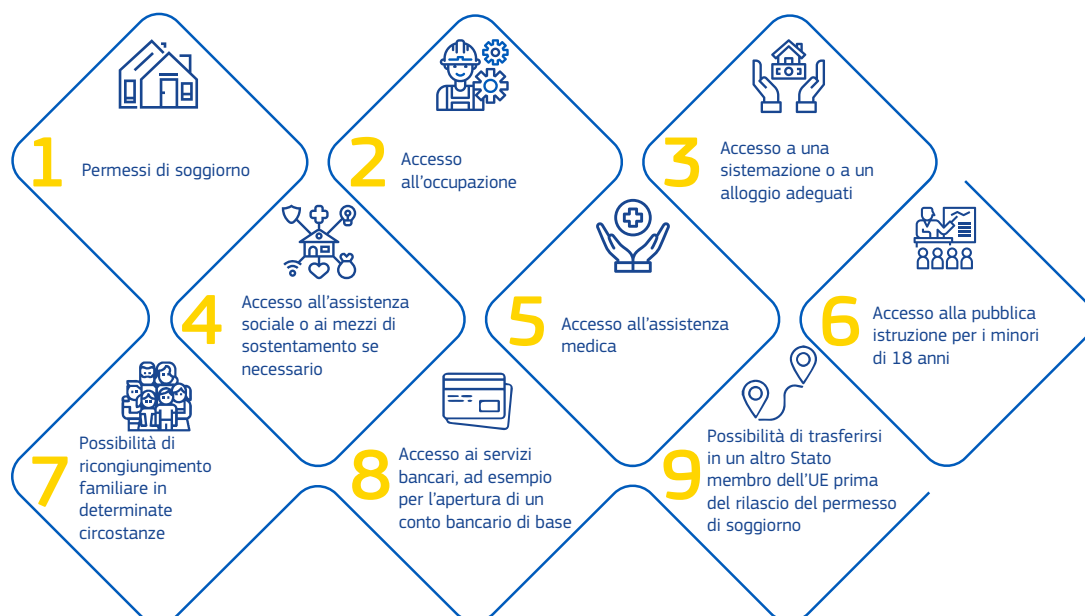 1
Permessi di soggiorno
2
Accesso
all'occupazione
3
Accesso a una
sistemazione o a un
alloggio adeguati
4
Accesso all'assistenza
sociale o ai mezzi di
sostentamento se
necessario
5
Accesso all'assistenza
medica
6
Accesso alla pubblica
istruzione per i minori
di 18 anni
7
Possibilità di
ricongiungimento
familiare in
determinate
circostanze
8
Accesso ai servizi
bancari, ad esempio
per l'apertura di un
conto bancario di base
9
Possibilità di trasferirsi
in un altro Stato
membro dell'UE prima
del rilascio del permesso
di soggiorno